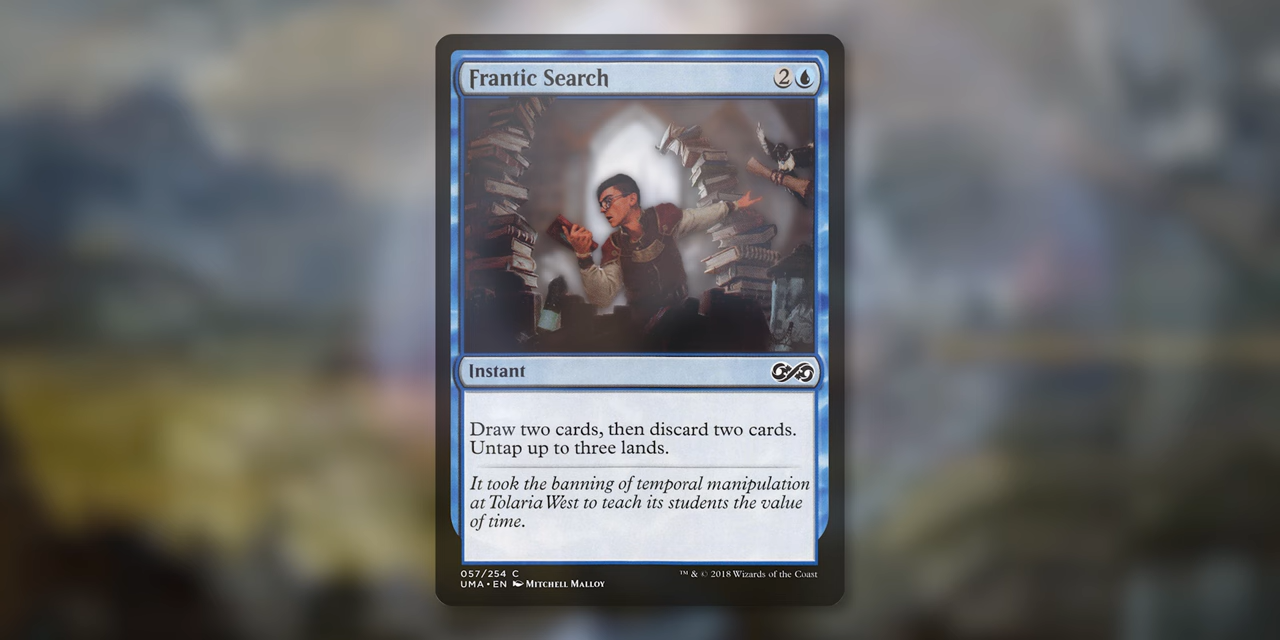 Frantic Search 2
Instant
Draw two cards, then discard two cards.
Untap up to three lands.
It took the banning of temporal manipulation
at Tolaria West to teach its students the value
of time.
057/254 C
UMA • EN Mitchell Malloy
™ & © 2018 Wizards of the Coast